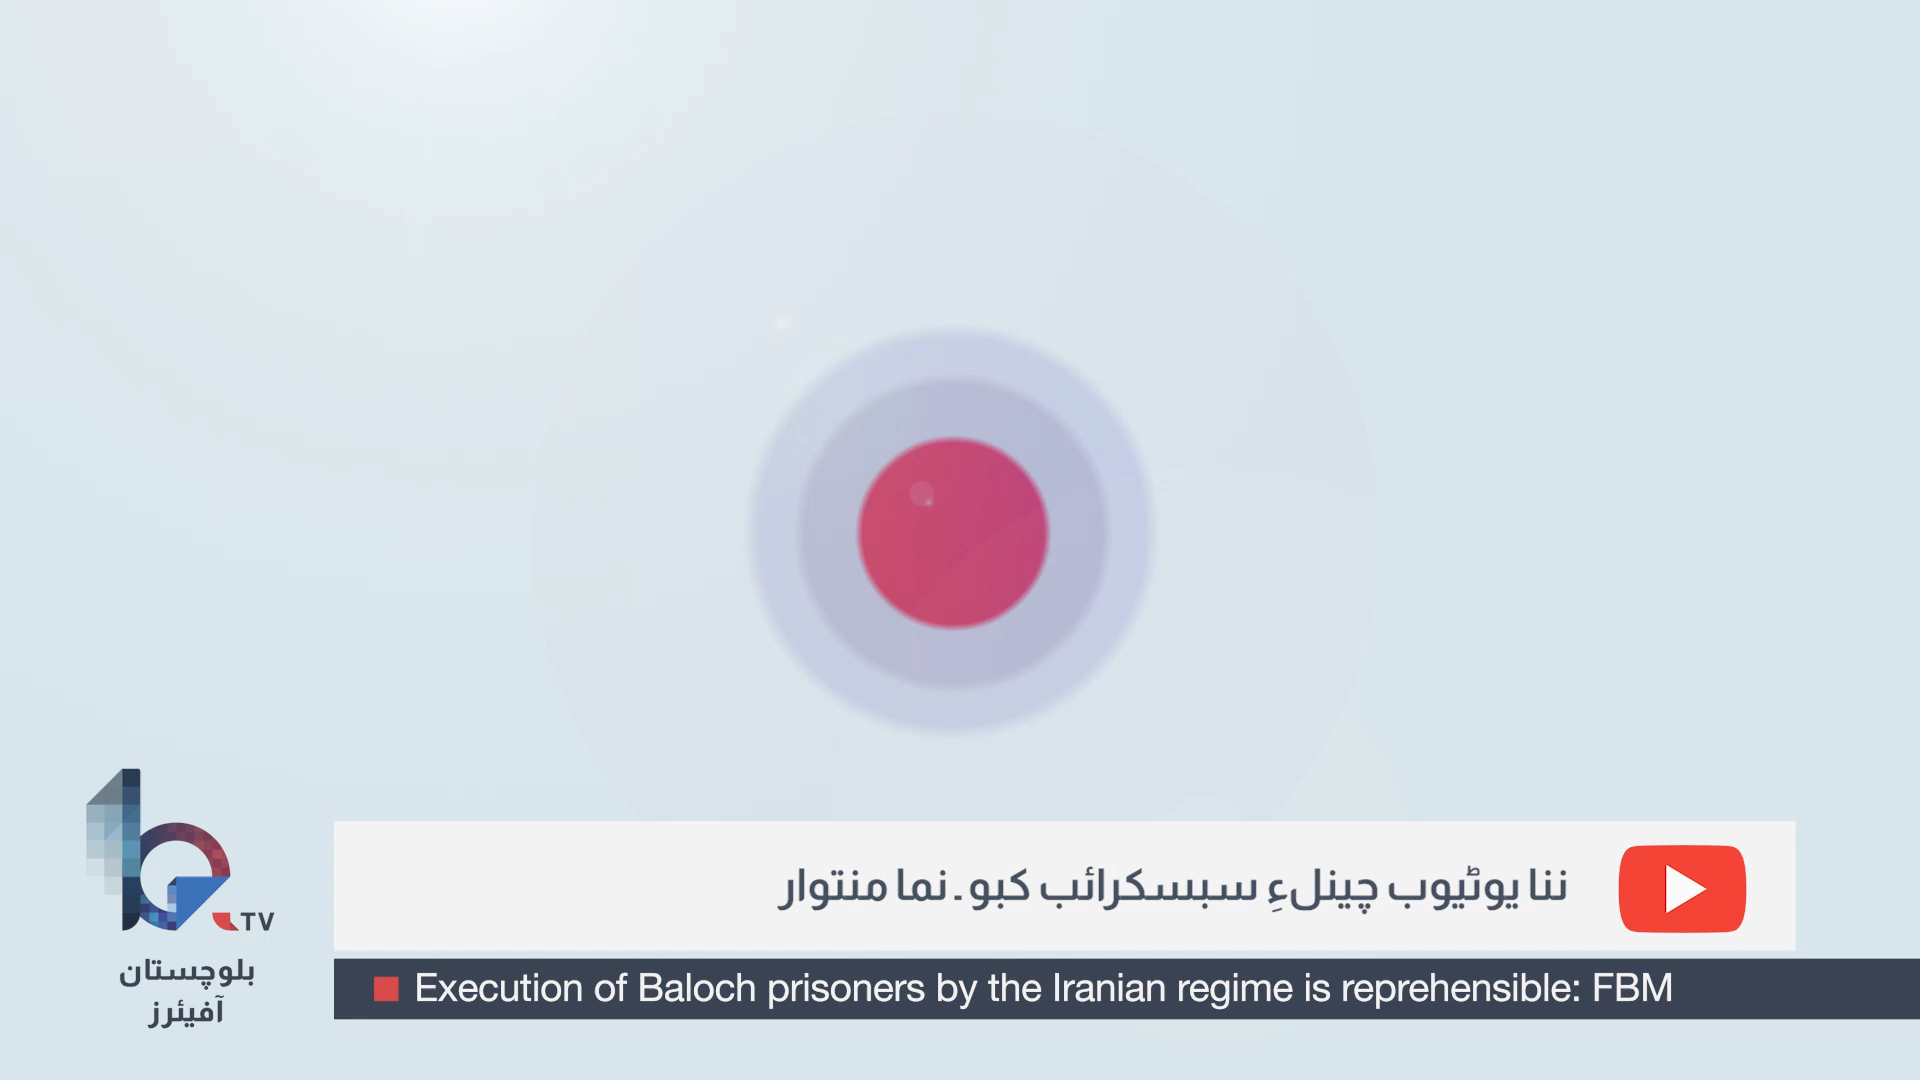 ننا یوٹیوب چینلءِ سبسکرائب کبو۔ نما منتوار
Execution of Baloch prisoners by the Iranian regime is reprehensible: FBM
TV
بلوچستان
آفیئرز